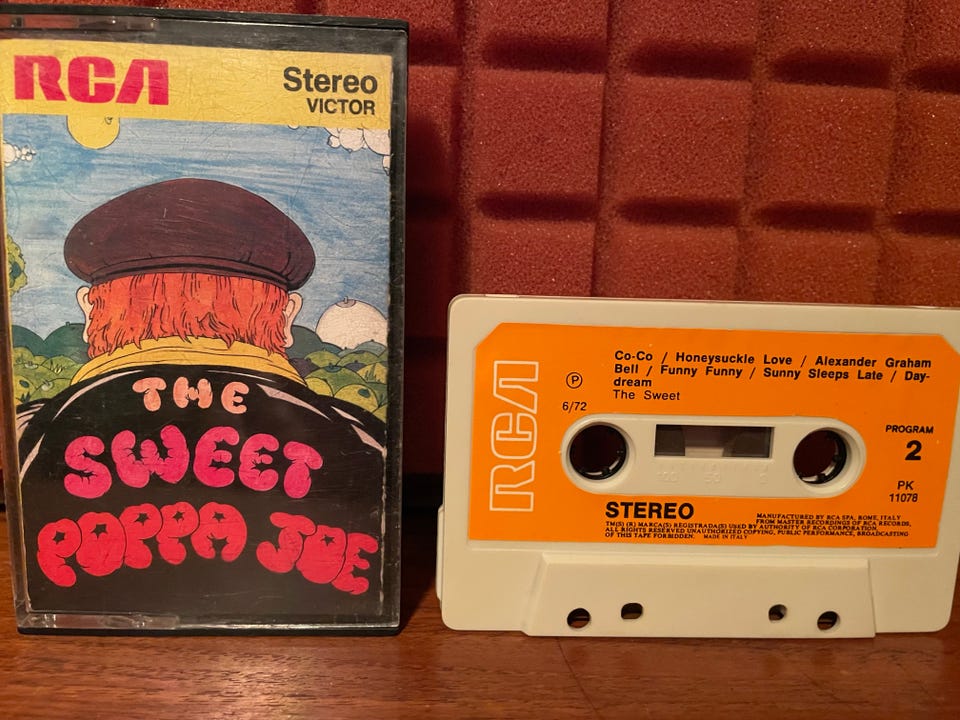 RCA
Stereo
VICTOR
THE
SWEET
POPPA JOE
RCA
Co-Co / Honeysuckle Love / Alexander Graham
Bell / Funny Funny / Sunny Sleeps Late / Day-
dream
The Sweet
P
6/72
PROGRAM
2
PK
11078
100 50 0
STEREO
TM(S) (R) MARCA(S) REGISTRADA(S) USED BY AUTHORITY OF RCA CORPORATION.
ALL RIGHTS RESERVED UNAUTHORIZED COPYING, PUBLIC PERFORMANCE, BROADCASTING
OF THIS TAPE FORBIDDEN. MADE IN ITALY
MANUFACTURED BY RCA SPA, ROME, ITALY
FROM MASTER RECORDINGS OF RCA RECORDS,